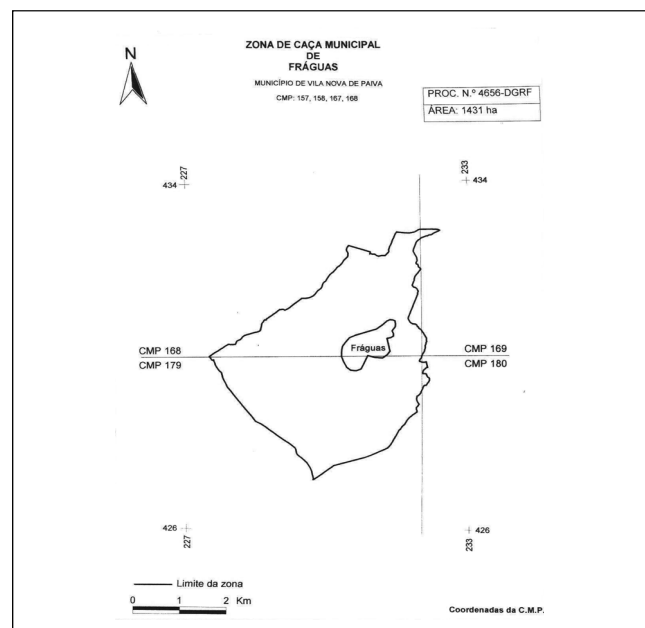 ZONA DE CAÇA MUNICIPAL
DE
FRÁGUAS
MUNICÍPIO DE VILA NOVA DE PAIVA
CMP: 157, 158, 167, 168
N
PROC. N.º 4656-DGRF
ÁREA: 1431 ha
227
434
233
434
Fráguas
CMP 168
CMP 169
CMP 179
CMP 180
426
227
426
233
Limite da zona
0 1 2 Km
Coordenadas da C.M.P.